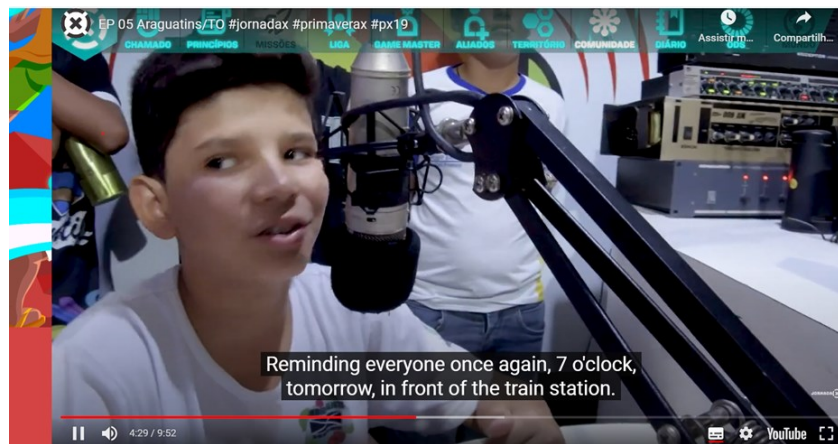 EP 05 Araguatins/TO #jornadax #primaverax #px19
Assistir m...
Compartilh...
CHAMADO
PRINCÍPIOS
MISSÕES
LIGA
GAME MASTER
ALIADOS
TERRITÓRIO
COMUNIDADE
DIÁRIO
ODS
Reminding everyone once again, 7 o'clock,
tomorrow, in front of the train station.
4:29 / 9:52
YouTube